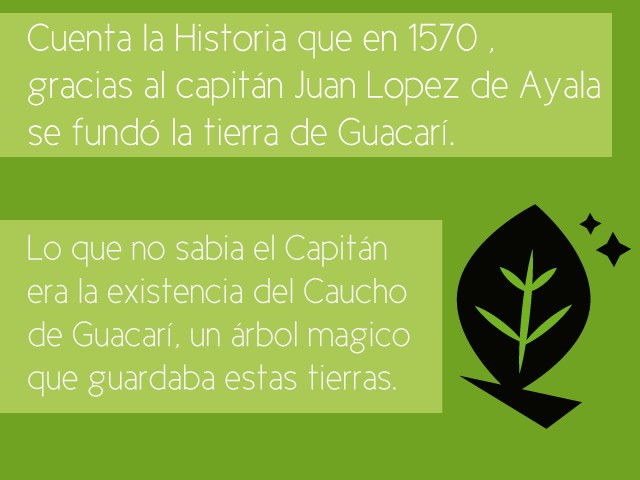 Cuenta la Historia que en 1570 ,
gracias al capitán Juan Lopez de Ayala
se fundó la tierra de Guacarí.
Lo que no sabia el Capitán
era la existencia del Caucho
de Guacarí, un árbol magico
que guardaba estas tierras.